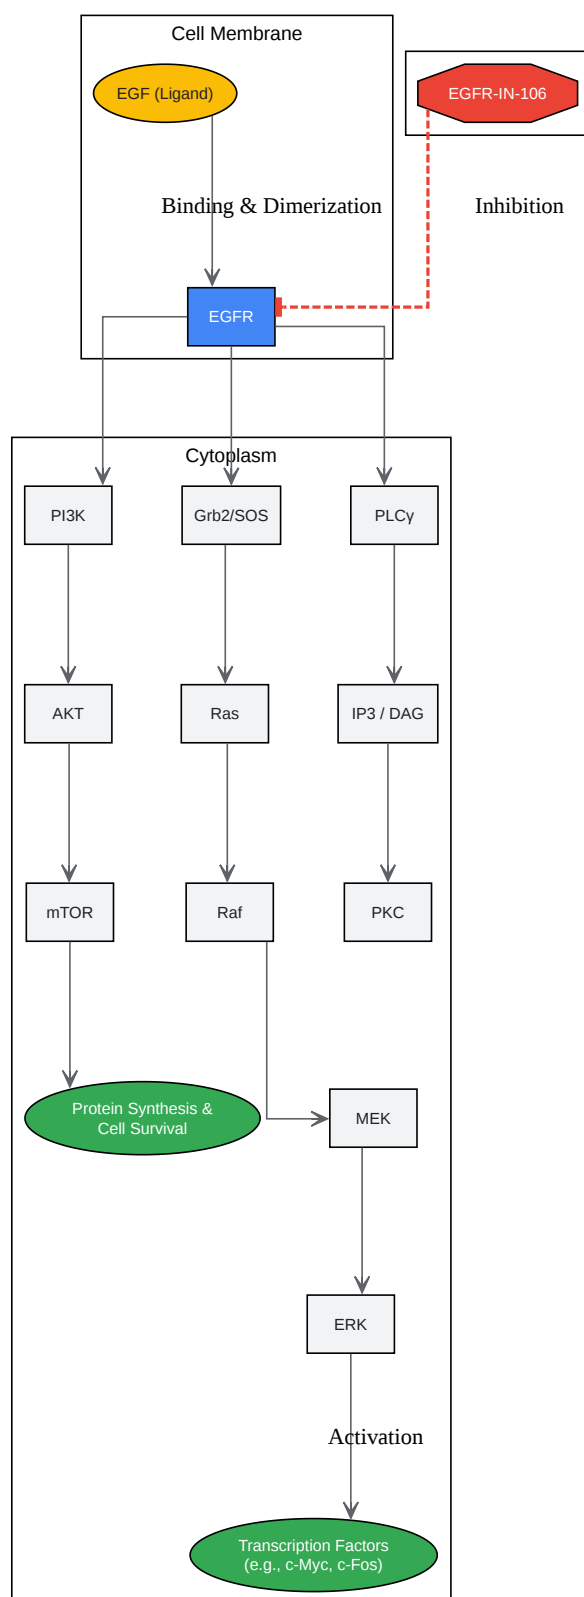 Cell Membrane
EGF (Ligand)
EGFR-IN-106
Binding & Dimerization
Inhibition
EGFR
Cytoplasm
PI3K
Grb2/SOS
PLCγ
AKT
Ras
IP3 / DAG
mTOR
Raf
PKC
Protein Synthesis &
Cell Survival
MEK
ERK
Activation
Transcription Factors
(e.g., c-Myc, c-Fos)